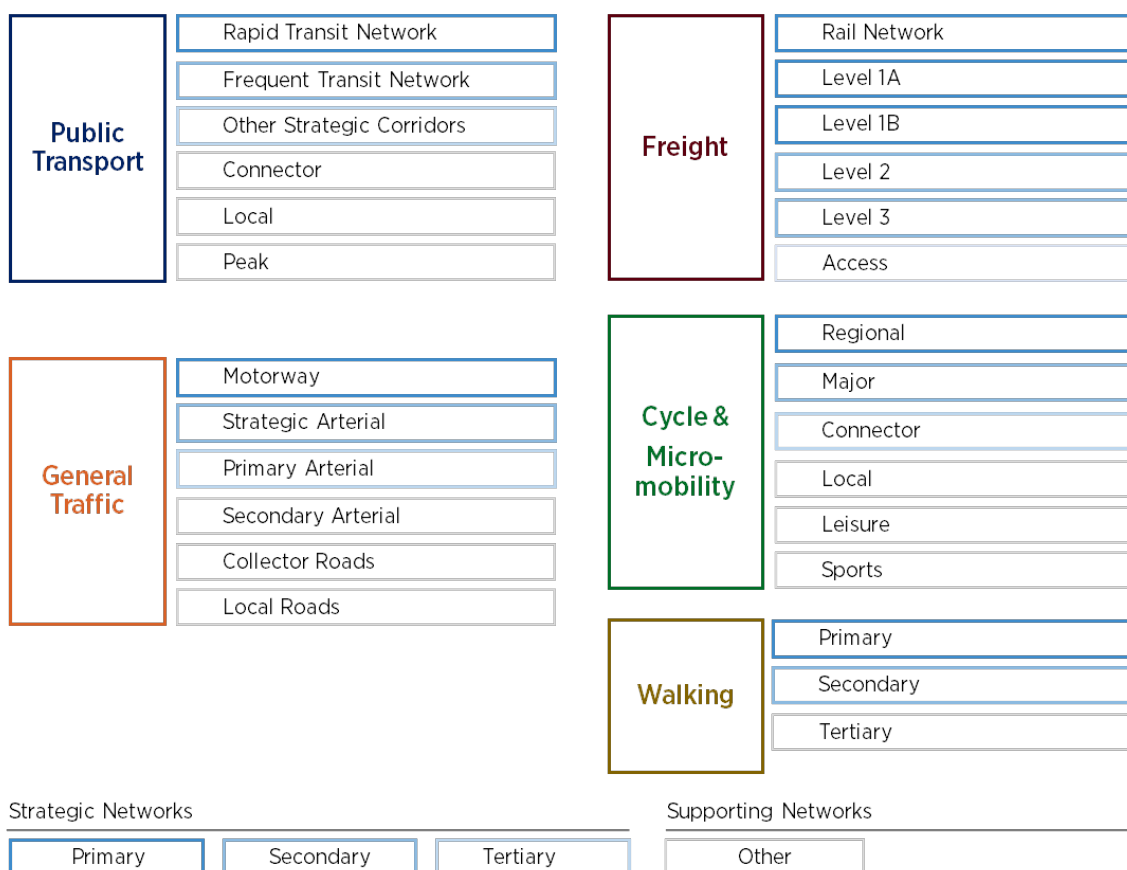 Public
Transport
Rapid Transit Network
Frequent Transit Network
Other Strategic Corridors
Connector
Local
Peak
General
Traffic
Motorway
Strategic Arterial
Primary Arterial
Secondary Arterial
Collector Roads
Local Roads
Freight
Rail Network
Level 1A
Level 1B
Level 2
Level 3
Access
Cycle &
Micro-
mobility
Regional
Major
Connector
Local
Leisure
Sports
Walking
Primary
Secondary
Tertiary
Strategic Networks
Primary
Secondary
Tertiary
Supporting Networks
Other